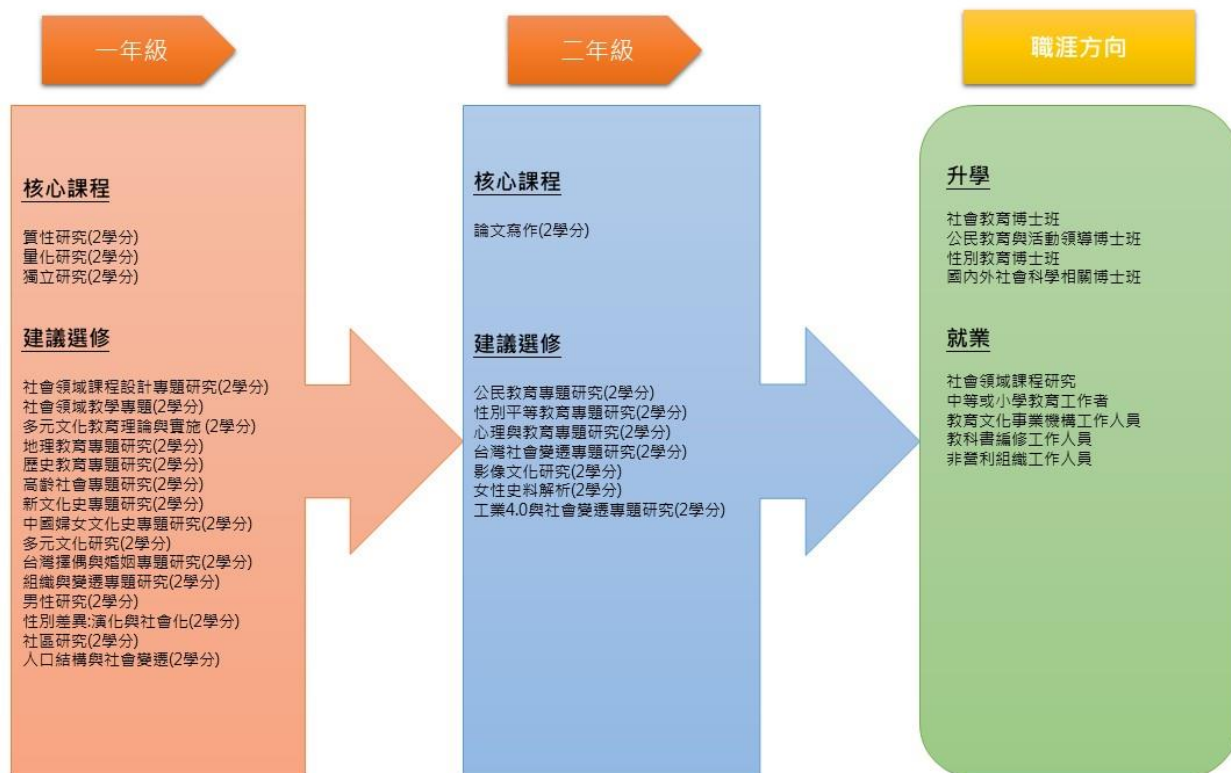 一年級
核心課程
質性研究(2學分)
量化研究(2學分)
獨立研究(2學分)
建議選修
社會領域課程設計專題研究(2學分)
社會領域教學專題(2學分)
多元文化教育理論與實施 (2學分)
地理教育專題研究(2學分)
歷史教育專題研究(2學分)
高齡社會專題研究(2學分)
新文化史專題研究(2學分)
中國婦女文化史專題研究(2學分)
多元文化研究(2學分)
台灣擇偶與婚姻專題研究(2學分)
組織與變遷專題研究(2學分)
男性研究(2學分)
性別差異:演化與社會化(2學分)
社區研究(2學分)
人口結構與社會變遷(2學分)
二年級
核心課程
論文寫作(2學分)
建議選修
公民教育專題研究(2學分)
性別平等教育專題研究(2學分)
心理與教育專題研究(2學分)
台灣社會變遷專題研究(2學分)
影像文化研究(2學分)
女性史料解析(2學分)
工業4.0與社會變遷專題研究(2學分)
職涯方向
升學
社會教育博士班
公民教育與活動領導博士班
性別教育博士班
國內外社會科學相關博士班
就業
社會領域課程研究
中等或小學教育工作者
教育文化事業機構工作人員
教科書編修工作人員
非營利組織工作人員